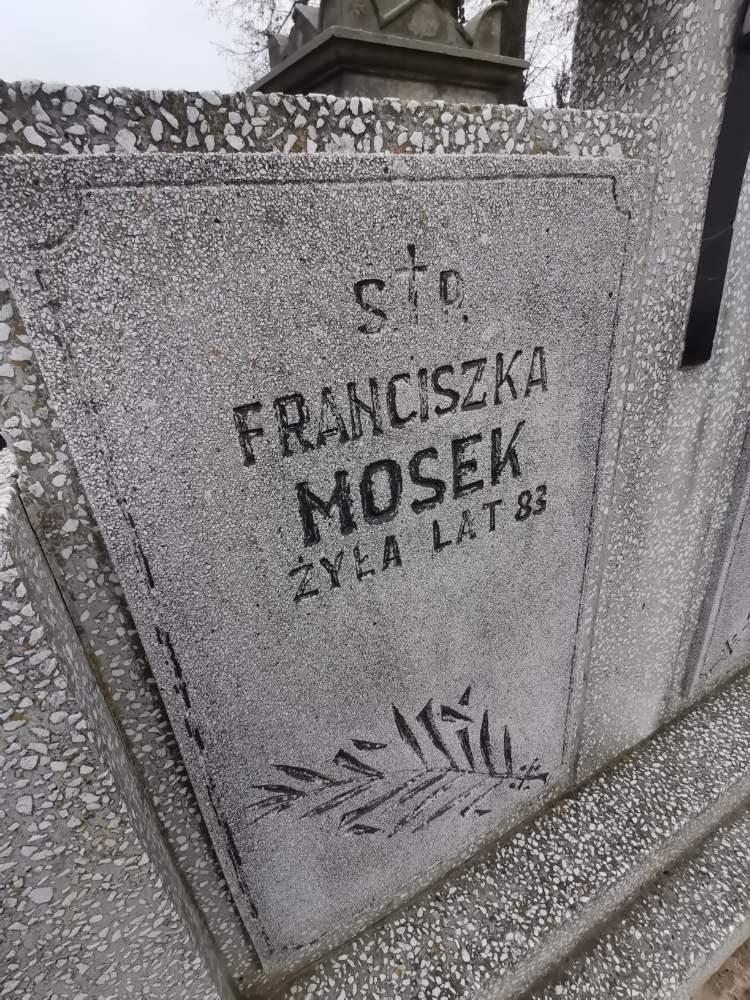 S.†P.
FRANCISZKA
MOSEK
ŻYŁA LAT 83